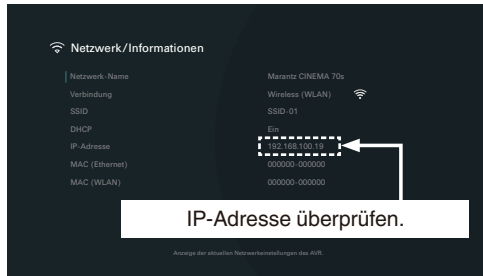 Netzwerk/Informationen
Netzwerk-Name Marantz CINEMA 70s
Verbindung Wireless (WLAN)
SSID SSID-01
DHCP Ein
IP-Adresse 192.168.100.19
MAC (Ethernet) 000000-000000
MAC (WLAN) 000000-000000
IP-Adresse überprüfen.
Anzeige der aktuellen Netzwerkeinstellungen des AVR.